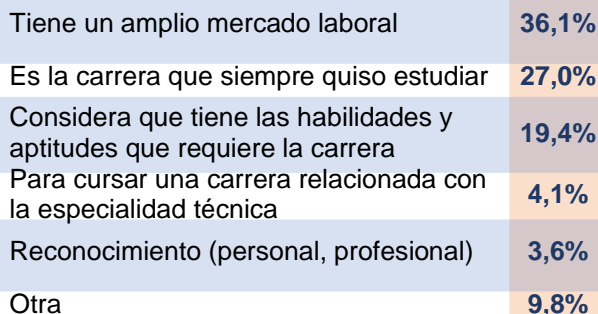 Tiene un amplio mercado laboral 36,1%
Es la carrera que siempre quiso estudiar 27,0%
Considera que tiene las habilidades y
aptitudes que requiere la carrera 19,4%
Para cursar una carrera relacionada con
la especialidad técnica 4,1%
Reconocimiento (personal, profesional) 3,6%
Otra 9,8%